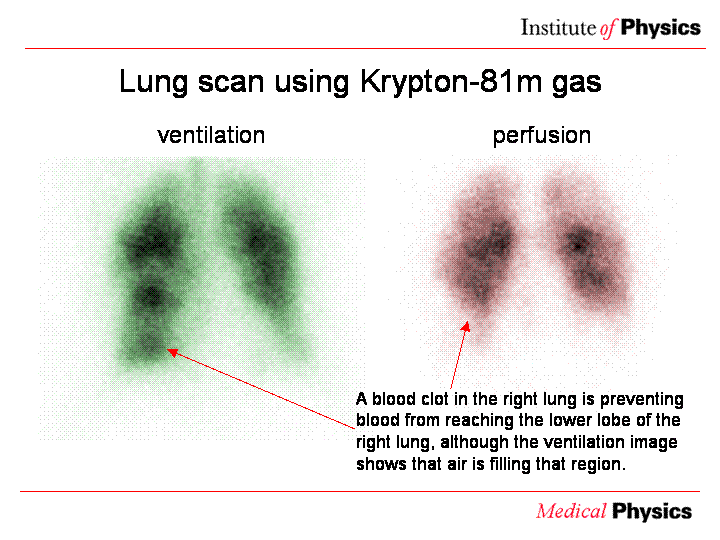 Institute of Physics
Lung scan using Krypton-81m gas
ventilation
perfusion
A blood clot in the right lung is preventing
blood from reaching the lower lobe of the
right lung, although the ventilation image
shows that air is filling that region.
Medical Physics